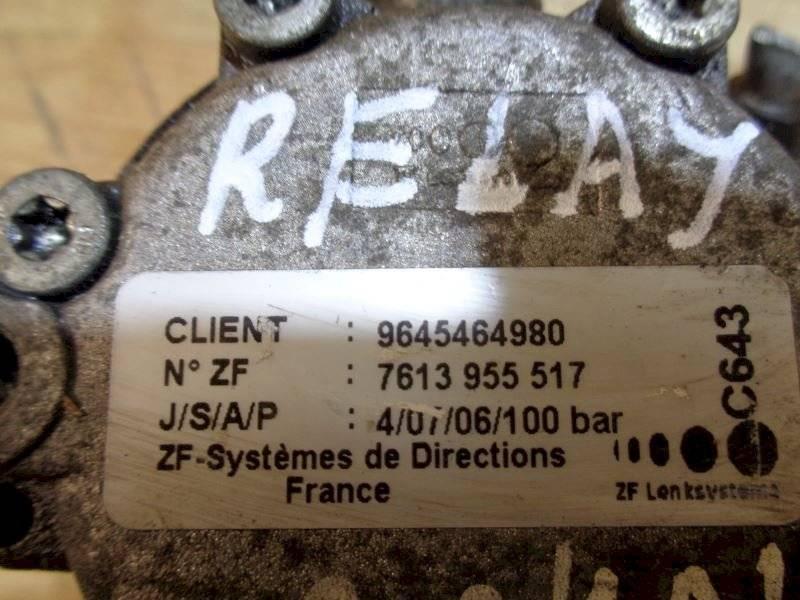 RELAY
CLIENT : 9645464980
N° ZF : 7613 955 517
J/S/A/P : 4/07/06/100 bar
ZF-Systèmes de Directions
France
C643
ZF Lenksysteme